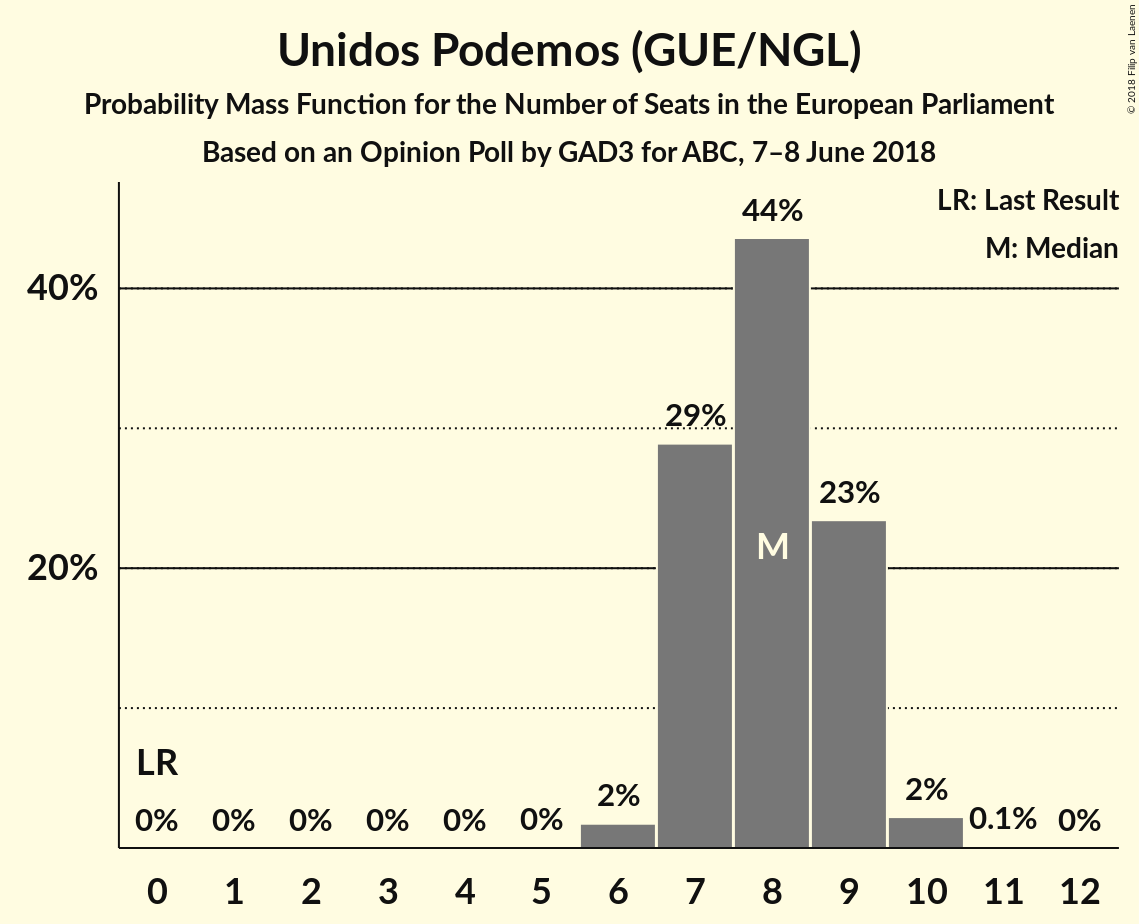 Unidos Podemos (GUE/NGL)
Probability Mass Function for the Number of Seats in the European Parliament
Based on an Opinion Poll by GAD3 for ABC, 7–8 June 2018
© 2018 Filip van Laenen
LR: Last Result
M: Median
44%
40%
29%
23%
M
20%
LR
0% 0% 0% 0% 0% 0% 2% 2% 0.1% 0%
0 1 2 3 4 5 6 7 8 9 10 11 12